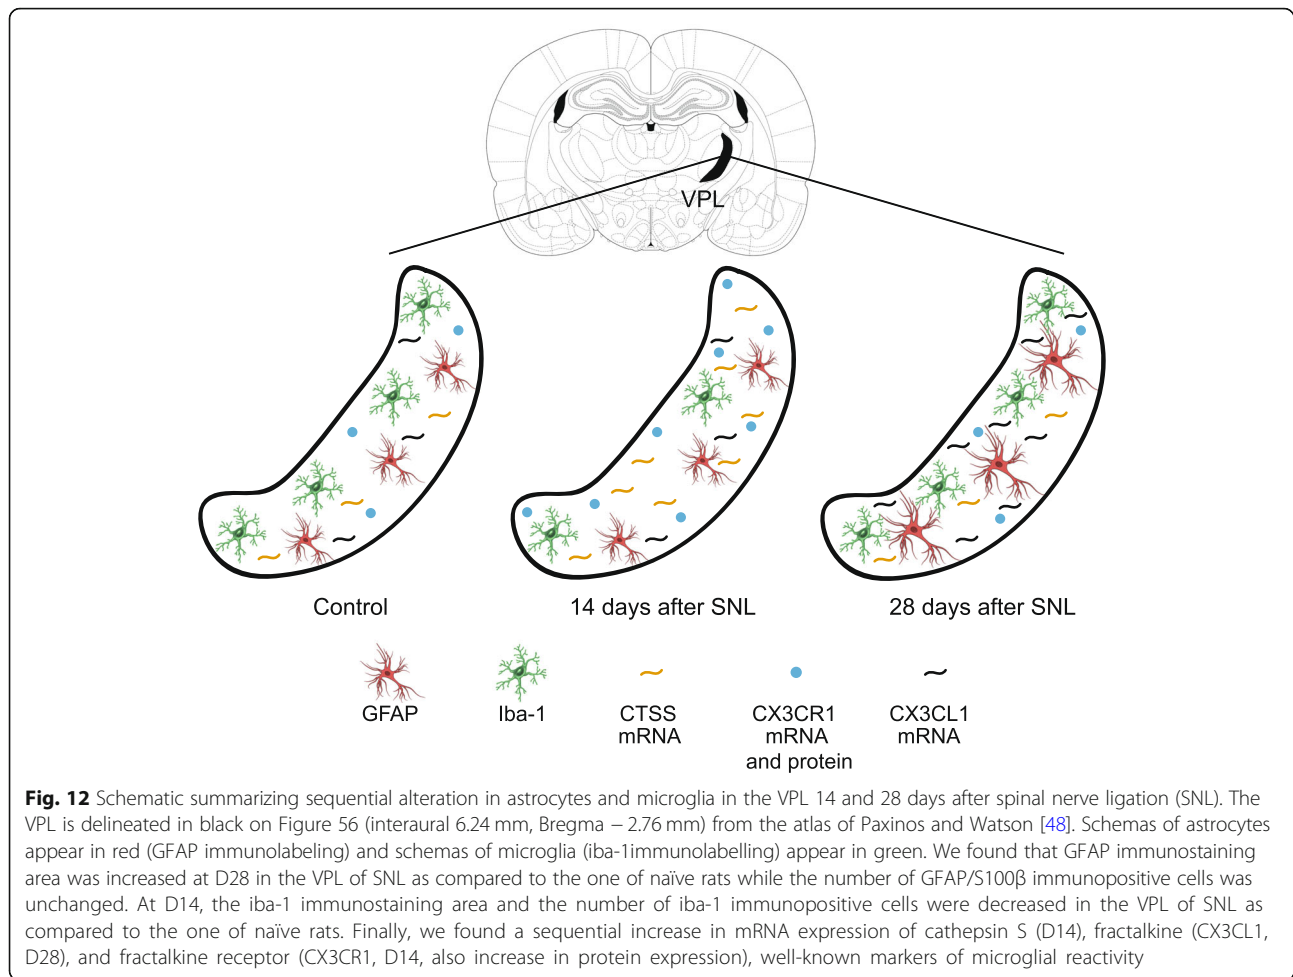 VPL
Control
14 days after SNL
28 days after SNL
GFAP
Iba-1
CTSS
mRNA
CX3CR1
mRNA
and protein
CX3CL1
mRNA
Fig. 12 Schematic summarizing sequential alteration in astrocytes and microglia in the VPL 14 and 28 days after spinal nerve ligation (SNL). The
VPL is delineated in black on Figure 56 (interaural 6.24 mm, Bregma − 2.76 mm) from the atlas of Paxinos and Watson [48]. Schemas of astrocytes
appear in red (GFAP immunolabeling) and schemas of microglia (iba-1immunolabelling) appear in green. We found that GFAP immunostaining
area was increased at D28 in the VPL of SNL as compared to the one of naïve rats while the number of GFAP/S100β immunopositive cells was
unchanged. At D14, the iba-1 immunostaining area and the number of iba-1 immunopositive cells were decreased in the VPL of SNL as
compared to the one of naïve rats. Finally, we found a sequential increase in mRNA expression of cathepsin S (D14), fractalkine (CX3CL1,
D28), and fractalkine receptor (CX3CR1, D14, also increase in protein expression), well-known markers of microglial reactivity